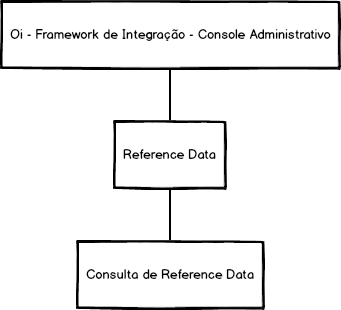 Oi - Framework de Integração - Console Administrativo
Reference Data
Consulta de Reference Data